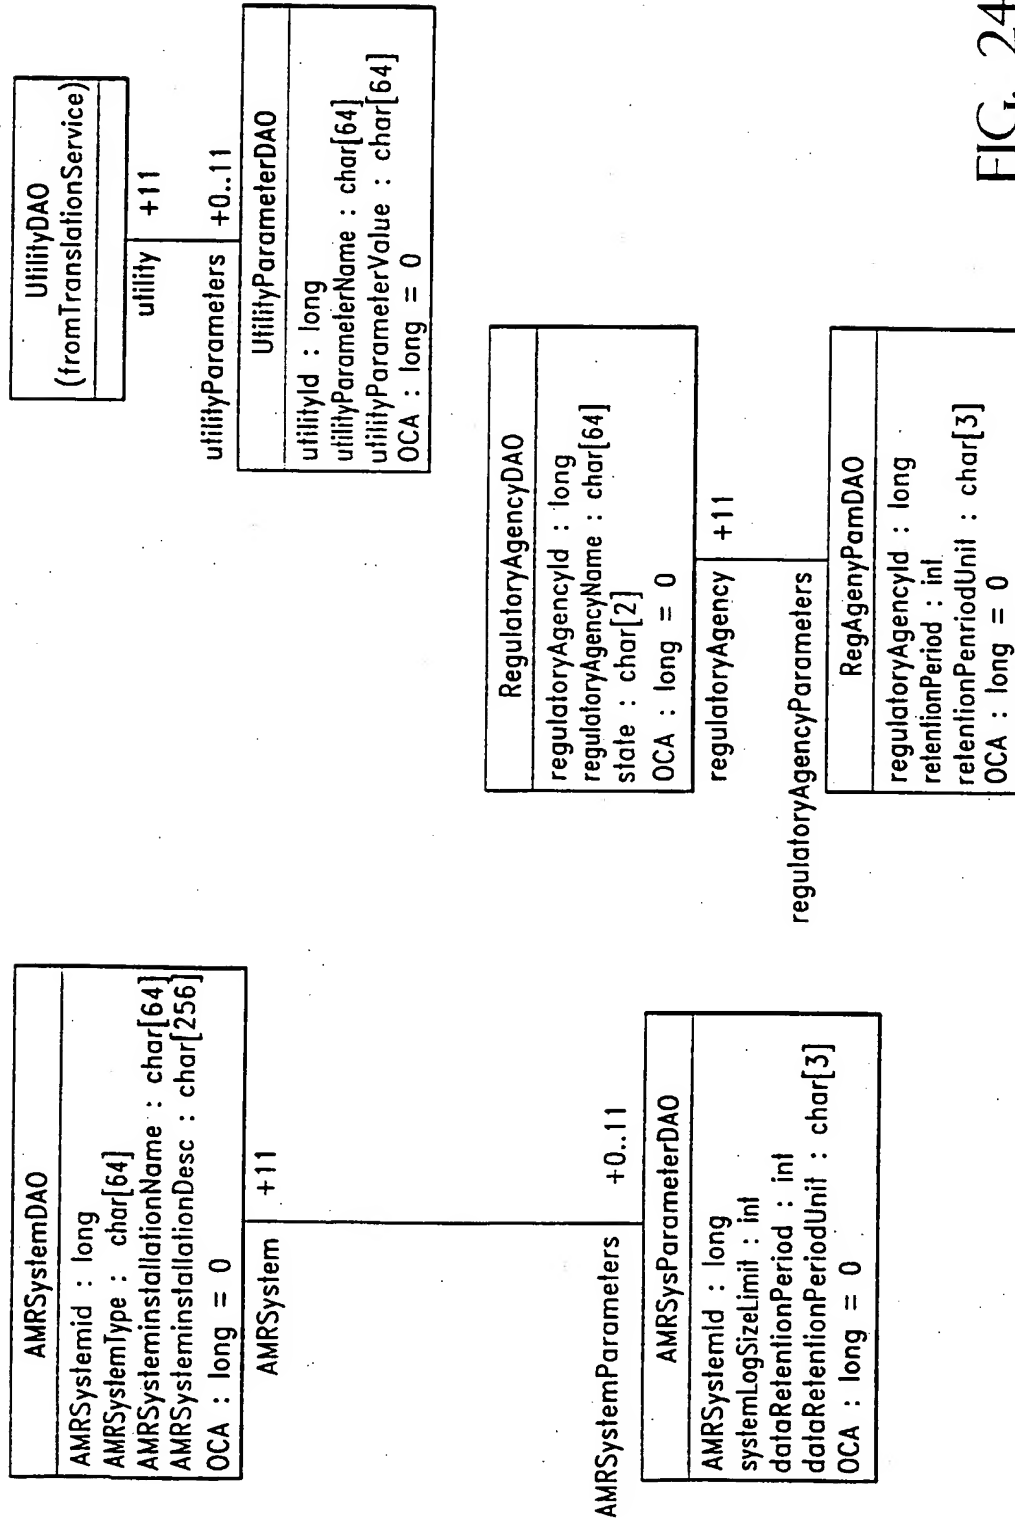 AMRSystemDAO
AMRSystemid : long
AMRSystemType : char[64]
AMRSysteminstallationName : char[64]
AMRSysteminstallationDesc : char[256]
OCA : long = 0
AMRSystem +11
AMRSystemParameters +0..11
AMRSysParameterDAO
AMRSystemId : long
systemLogSizeLimit : int
dataRetentionPeriod : int
dataRetentionPeriodUnit : char[3]
OCA : long = 0
UtilityDAO
(fromTranslationService)
utility +11
utilityParameters +0..11
UtilityParameterDAO
utilityId : long
utilityParameterName : char[64]
utilityParameterValue : char[64]
OCA : long = 0
RegulatoryAgencyDAO
regulatoryAgencyId : long
regulatoryAgencyName : char[64]
state : char[2]
OCA : long = 0
regulatoryAgency +11
regulatoryAgencyParameters
RegAgenyPamDAO
regulatoryAgencyId : long
retentionPeriod : int
retentionPenriodUnit : char[3]
OCA : long = 0
FIG. 24